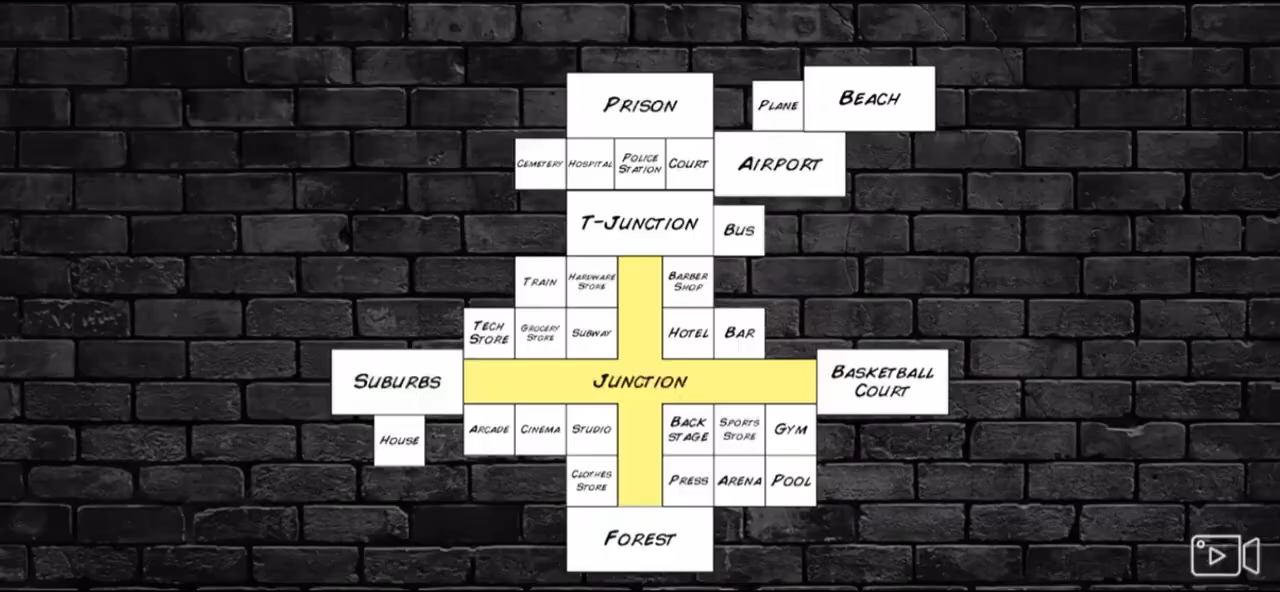 PRISON
PLANE
BEACH
CEMETERY
HOSPITAL
POLICE
STATION
COURT
AIRPORT
T-JUNCTION
BUS
TRAIN
HARDWARE
STORE
BARBER
SHOP
TECH
STORE
GROCERY
STORE
SUBWAY
HOTEL
BAR
SUBURBS
JUNCTION
BASKETBALL
COURT
HOUSE
ARCADE
CINEMA
STUDIO
BACK
STAGE
SPORTS
STORE
GYM
CLOTHES
STORE
PRESS
ARENA
POOL
FOREST